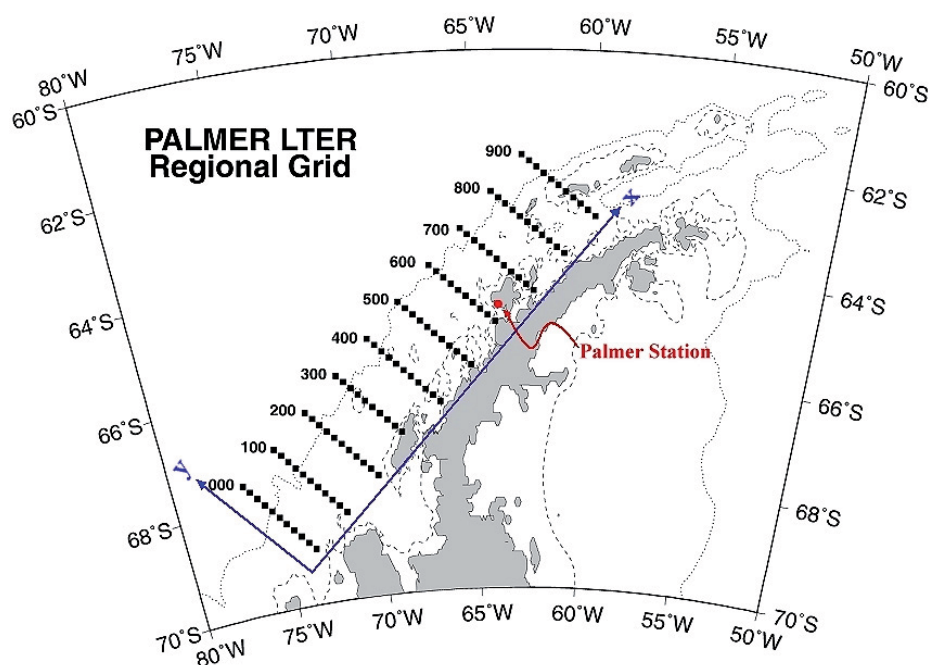 80˚W
75˚W
70˚W
65˚W
60˚W
55˚W
50˚W
60˚S
60˚S
PALMER LTER
Regional Grid
900
800
x
62˚S
62˚S
700
600
500
64˚S
64˚S
400
Palmer Station
300
200
66˚S
66˚S
100
y
000
68˚S
68˚S
70˚S
70˚S
80˚W
75˚W
70˚W
65˚W
60˚W
55˚W
50˚W